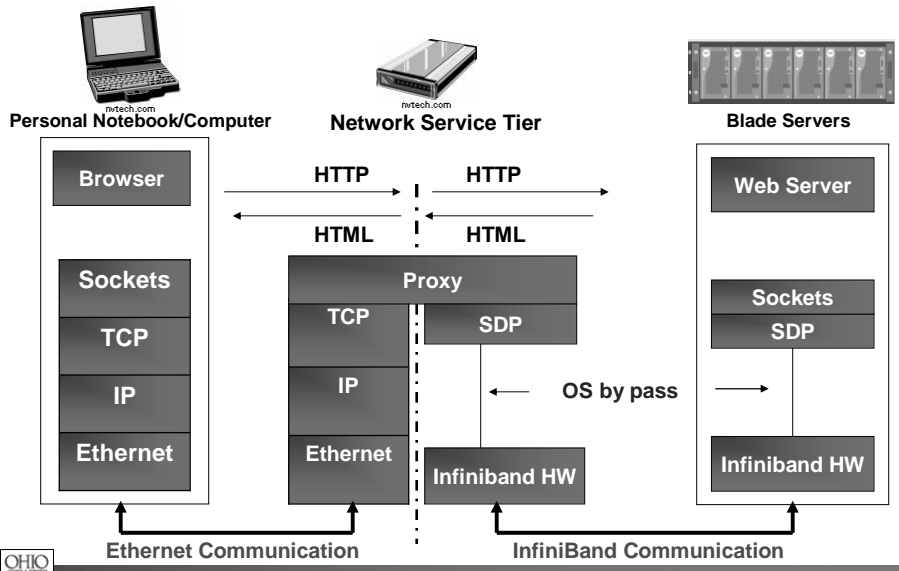 nvtech.com
nvtech.com
Personal Notebook/Computer
Network Service Tier
Blade Servers
Browser
HTTP
HTTP
Web Server
HTML
HTML
Sockets
Proxy
Sockets
TCP
TCP
SDP
SDP
IP
IP
OS by pass
Ethernet
Ethernet
Infiniband HW
Infiniband HW
Ethernet Communication
InfiniBand Communication
OHIO